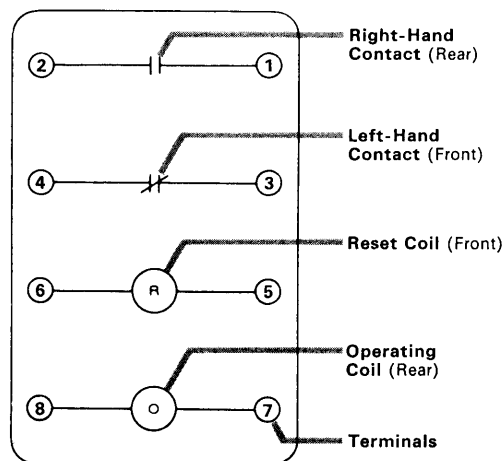 Right-Hand
Contact (Rear)
2 1
Left-Hand
Contact (Front)
4 3
Reset Coil (Front)
6 R 5
Operating
Coil (Rear)
8 O 7
Terminals